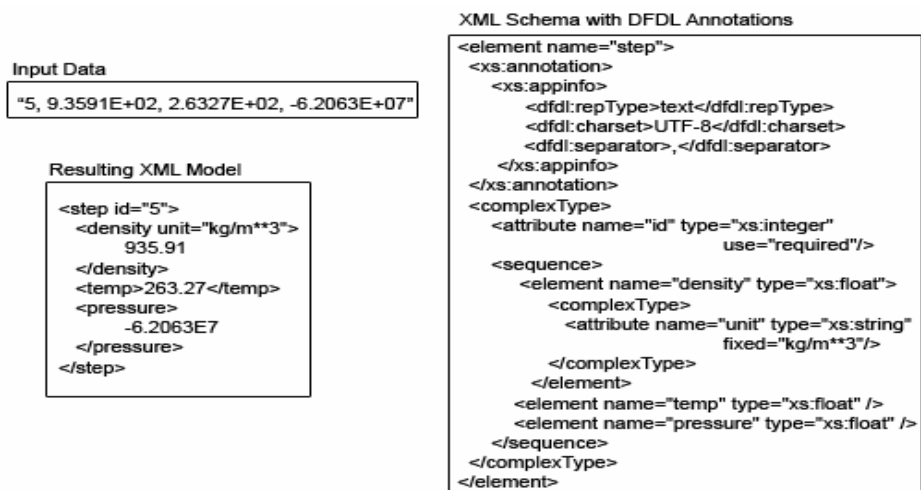 Input Data
"5, 9.3591E+02, 2.6327E+02, -6.2063E+07"
Resulting XML Model
<step id="5">
<density unit="kg/m**3">
935.91
</density>
<temp>263.27</temp>
<pressure>
-6.2063E7
</pressure>
</step>
XML Schema with DFDL Annotations
<element name="step">
<xs:annotation>
<xs:appinfo>
<dfdl:repType>text</dfdl:repType>
<dfdl:charset>UTF-8</dfdl:charset>
<dfdl:separator>,</dfdl:separator>
</xs:appinfo>
</xs:annotation>
<complexType>
<attribute name="id" type="xs:integer"
use="required"/>
<sequence>
<element name="density" type="xs:float">
<complexType>
<attribute name="unit" type="xs:string"
fixed="kg/m**3"/>
</complexType>
</element>
<element name="temp" type="xs:float" />
<element name="pressure" type="xs:float" />
</sequence>
</complexType>
</element>